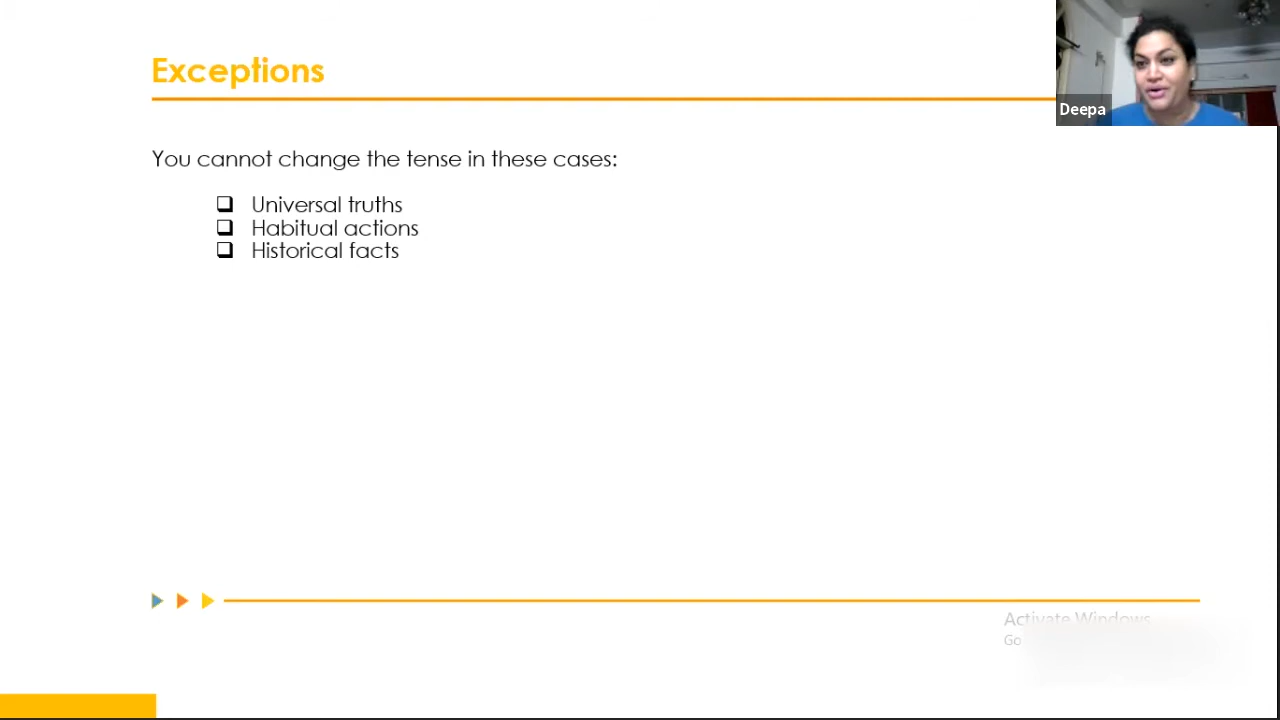 Exceptions
Deepa
You cannot change the tense in these cases:
❑ Universal truths
❑ Habitual actions
❑ Historical facts
Activate Windows
Go